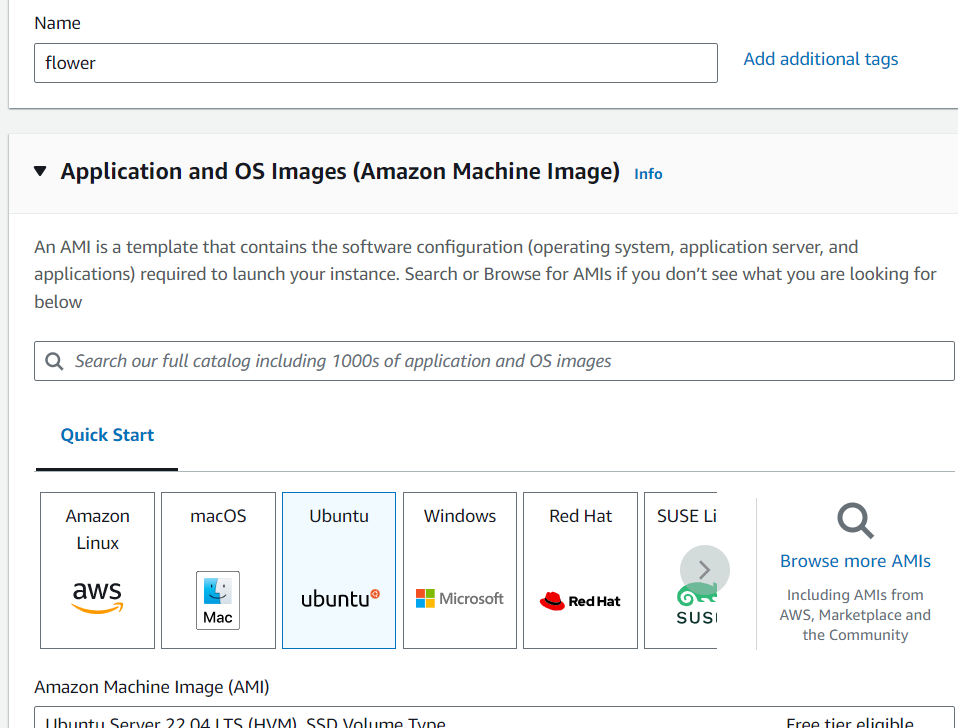 Name
flower
Add additional tags
Application and OS Images (Amazon Machine Image) Info
An AMI is a template that contains the software configuration (operating system, application server, and
applications) required to launch your instance. Search or Browse for AMIs if you don’t see what you are looking for
below
Search our full catalog including 1000s of application and OS images
Quick Start
Amazon
Linux
aws
macOS
Mac
Ubuntu
ubuntu
Windows
Microsoft
Red Hat
Red Hat
SUSE Li
SUS
Browse more AMIs
Including AMIs from
AWS, Marketplace and
the Community
Amazon Machine Image (AMI)
Ubuntu Server 22.04 LTS (HVM), SSD Volume Type
Free tier eligible